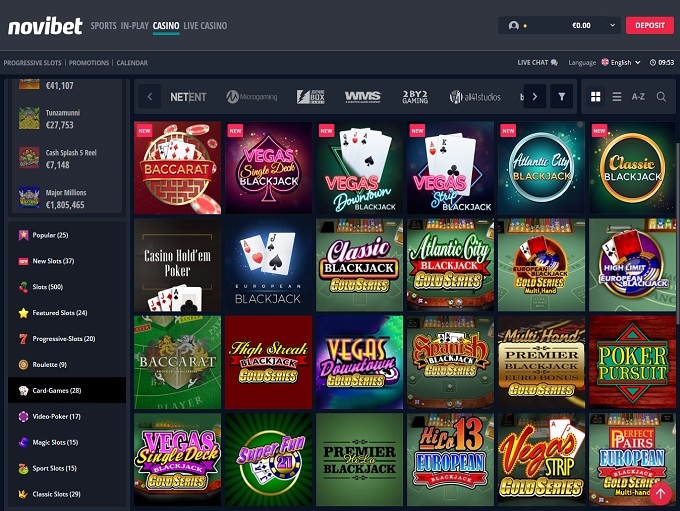 novibet
SPORTS IN-PLAY CASINO LIVE CASINO
€0.00
DEPOSIT
PROGRESSIVE SLOTS | PROMOTIONS | CALENDAR
LIVE CHAT
Language
English
09:53
€41,107
Tunzamunni
€27,753
Cash Splash 5 Reel
€7,148
Major Millions
€1,805,465
Popular (25)
New Slots (37)
Slots (500)
Featured Slots (24)
Progressive-Slots (20)
Roulette (9)
Card-Games (28)
Video-Poker (17)
Magic Slots (15)
Sport Slots (15)
Classic Slots (29)
NETENT
Microgaming
WMS
2BY2
GAMING
all41studios
A-Z
NEW
BACCARAT
NEW
VEGAS
Single Deck
BLACKJACK
NEW
VEGAS
Downtown
BLACKJACK
NEW
VEGAS
Strip
BLACKJACK
NEW
Atlantic City
BLACKJACK
NEW
Classic
BLACKJACK
Casino Hold'em
Poker
EUROPEAN
BLACKJACK
Classic
BLACKJACK
GOLD SERIES
Atlantic City
BLACKJACK
GOLD SERIES
EUROPEAN
BLACKJACK
GOLD SERIES
Multi-Hand
HIGH LIMIT
EUROPEAN
BLACKJACK
BACCARAT
PLAYER
High Streak
BLACKJACK
GOLD SERIES
VEGAS
Downtown
GOLD SERIES
Spanish
BLACKJACK
GOLD SERIES
Multi Hand
PREMIER
BLACKJACK
EURO BONUS
GOLD SERIES
POKER
PURSUIT
VEGAS
Single Deck
BLACKJACK
GOLD SERIES
Super Fun
21
PREMIER
Hi Lo
BLACKJACK
HiLo 13
EUROPEAN
BLACKJACK
GOLD SERIES
Vegas
STRIP
GOLD SERIES
PERFECT
PAIRS
EUROPEAN
BLACKJACK
GOLD SERIES
Multi-hand